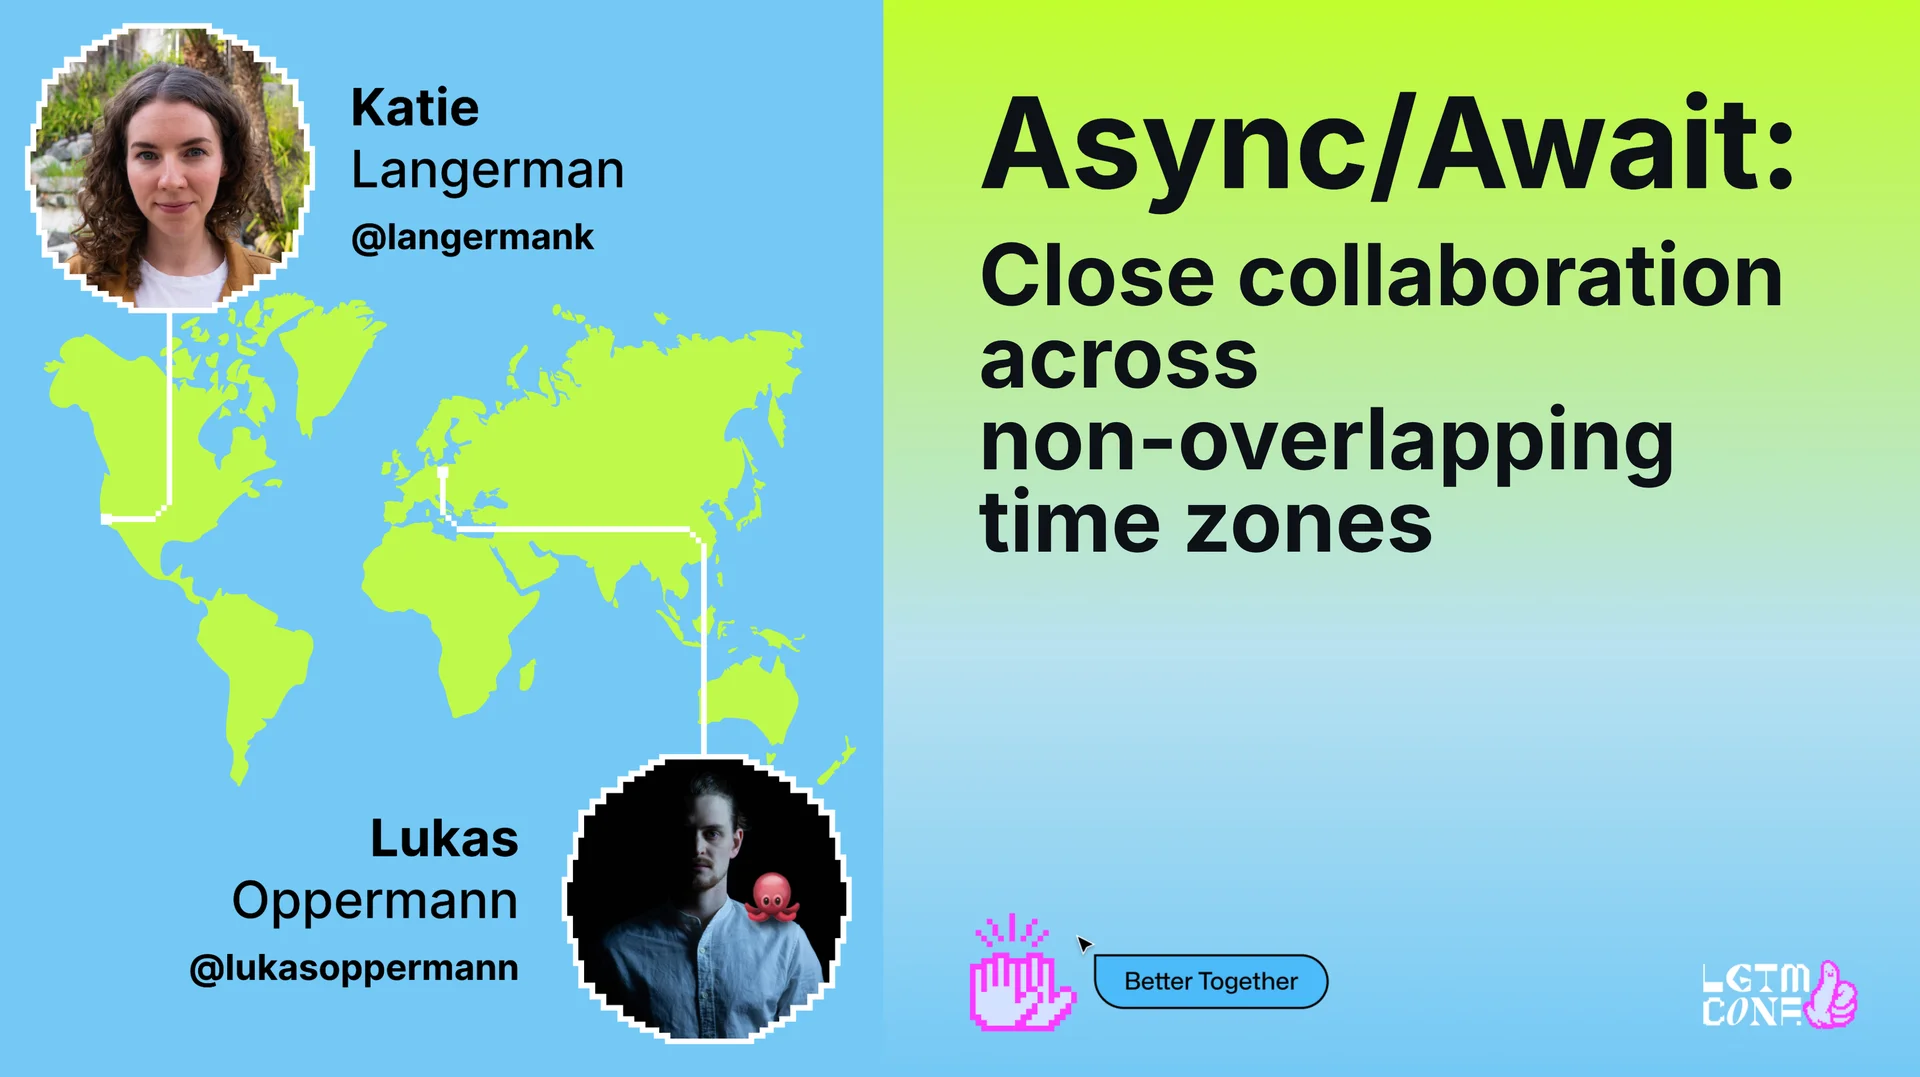 Katie
Langerman
@langermank
Async/Await:
Close collaboration
across
non-overlapping
time zones
Lukas
Oppermann
@lukasoppermann
Better Together
LGTM
CONF